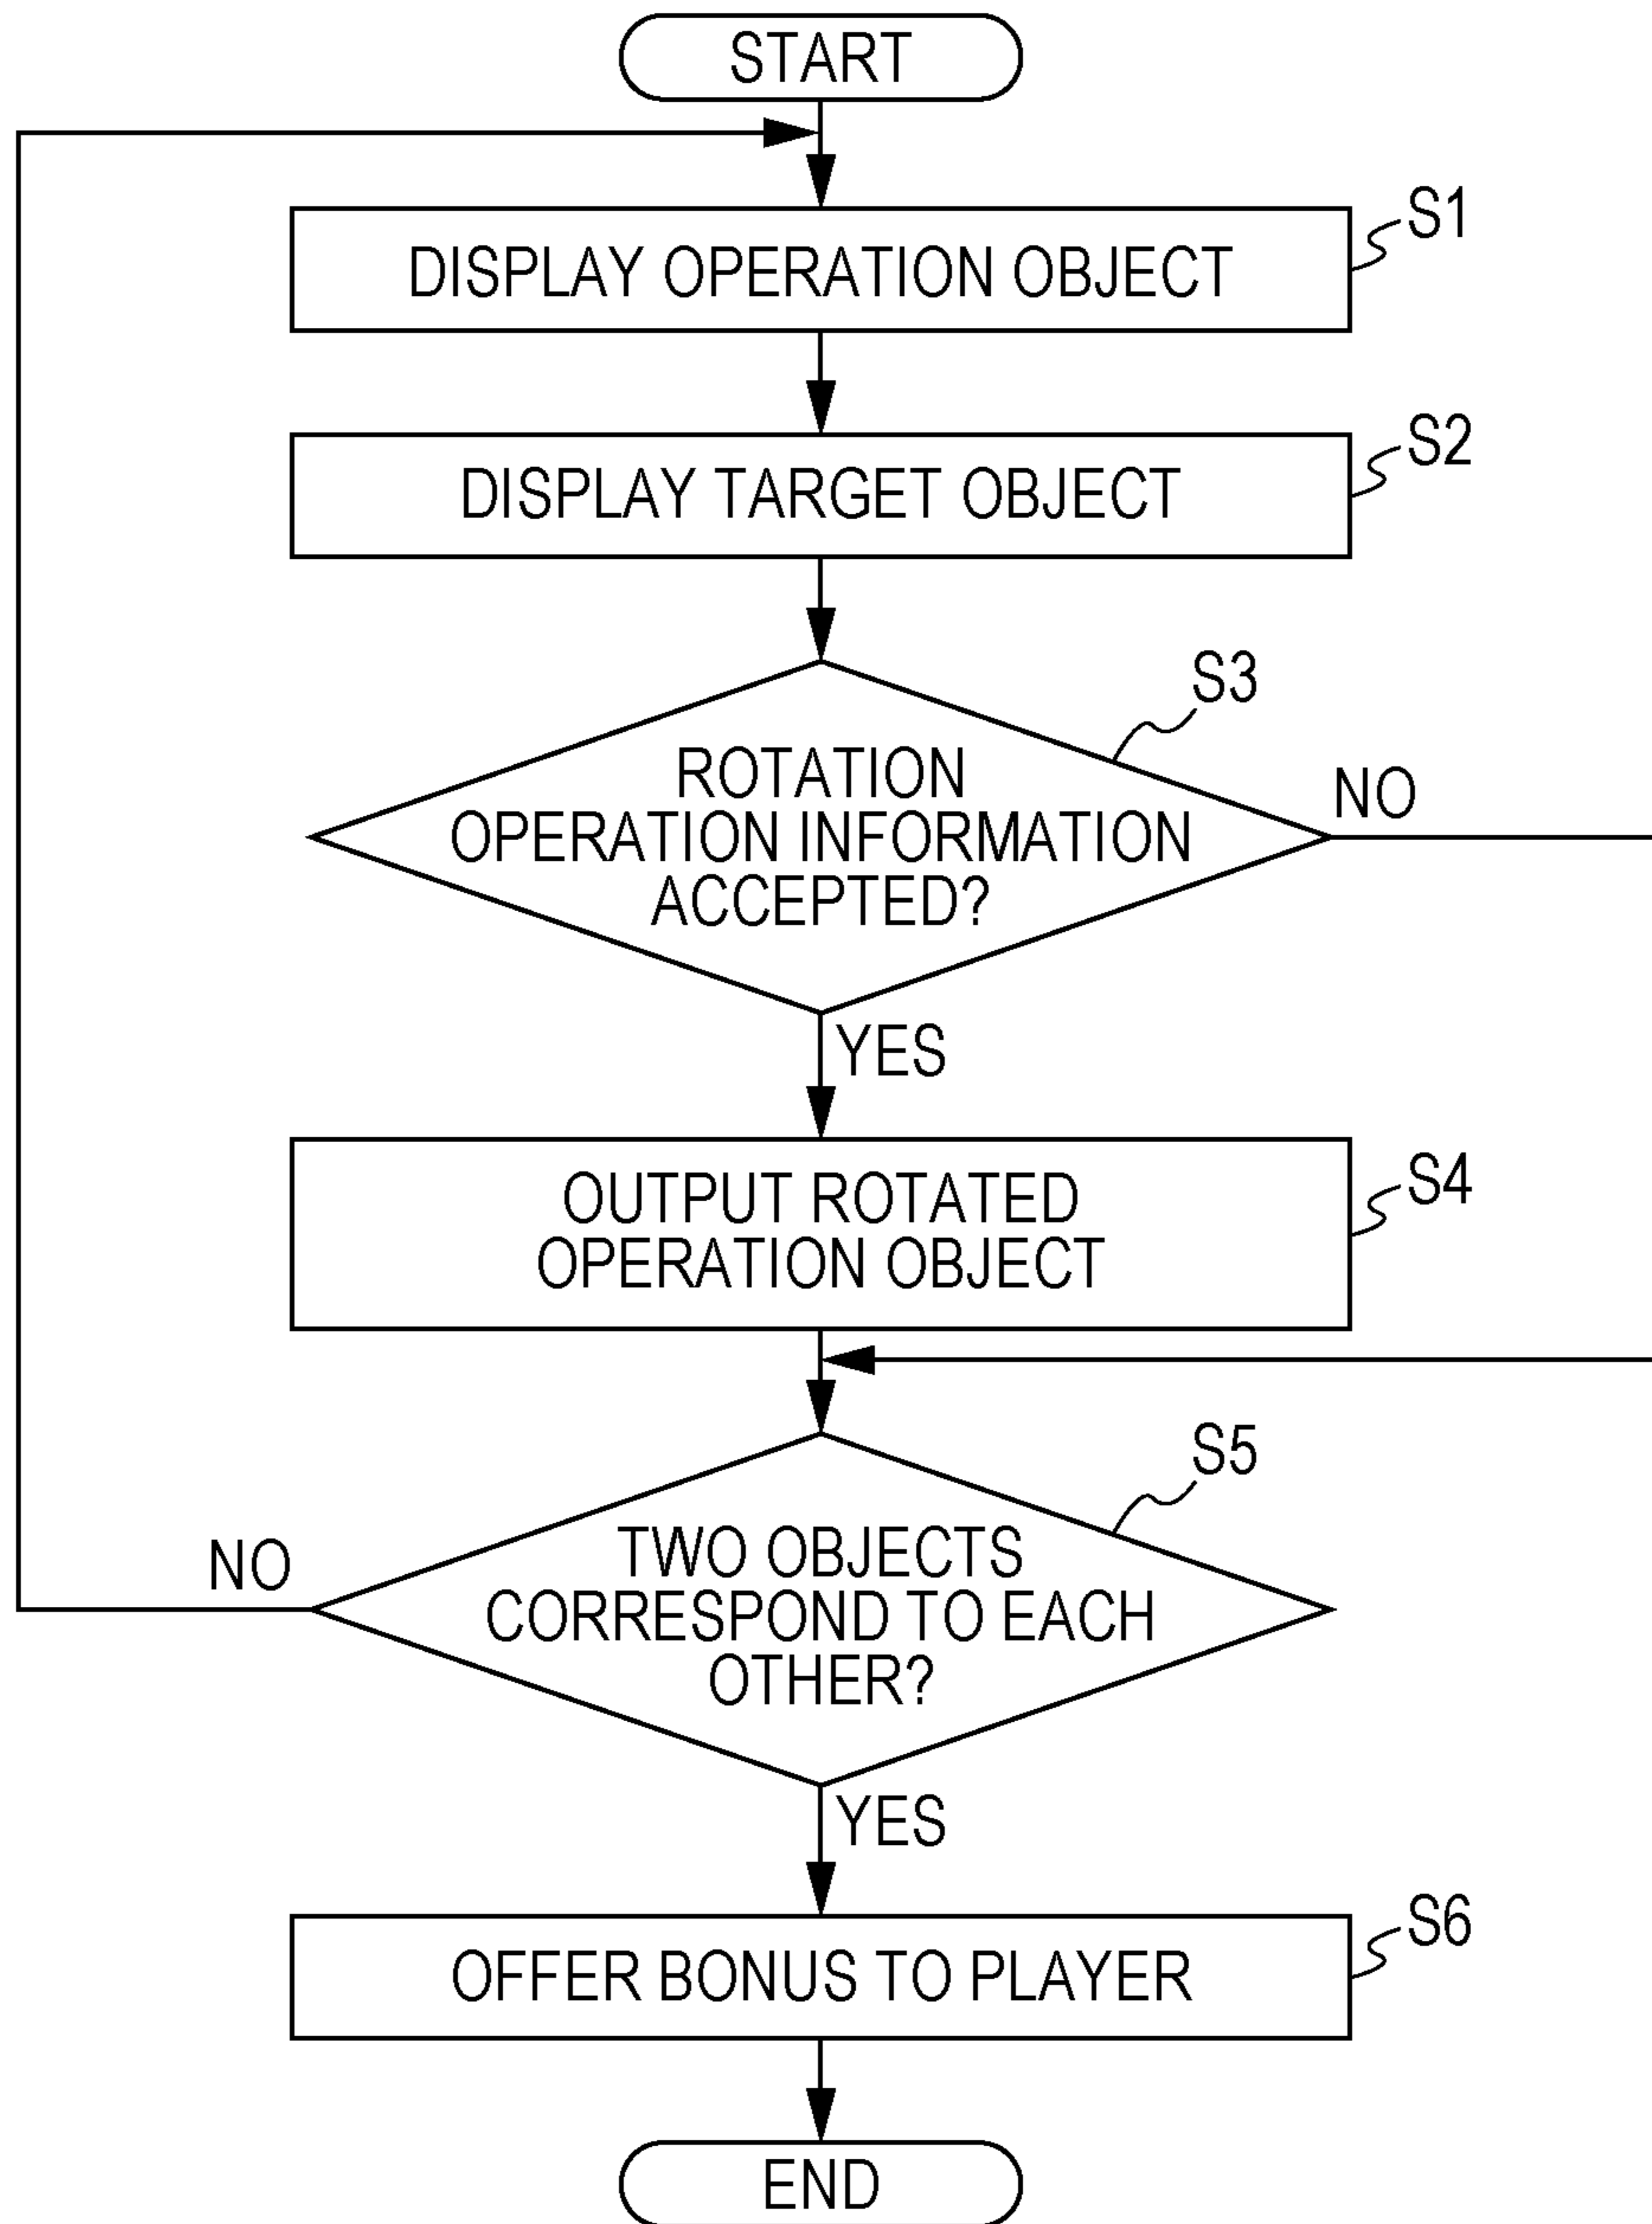 START
S1
DISPLAY OPERATION OBJECT
S2
DISPLAY TARGET OBJECT
S3
ROTATION
OPERATION INFORMATION
ACCEPTED?
NO
YES
S4
OUTPUT ROTATED
OPERATION OBJECT
S5
TWO OBJECTS
CORRESPOND TO EACH
OTHER?
NO
YES
S6
OFFER BONUS TO PLAYER
END